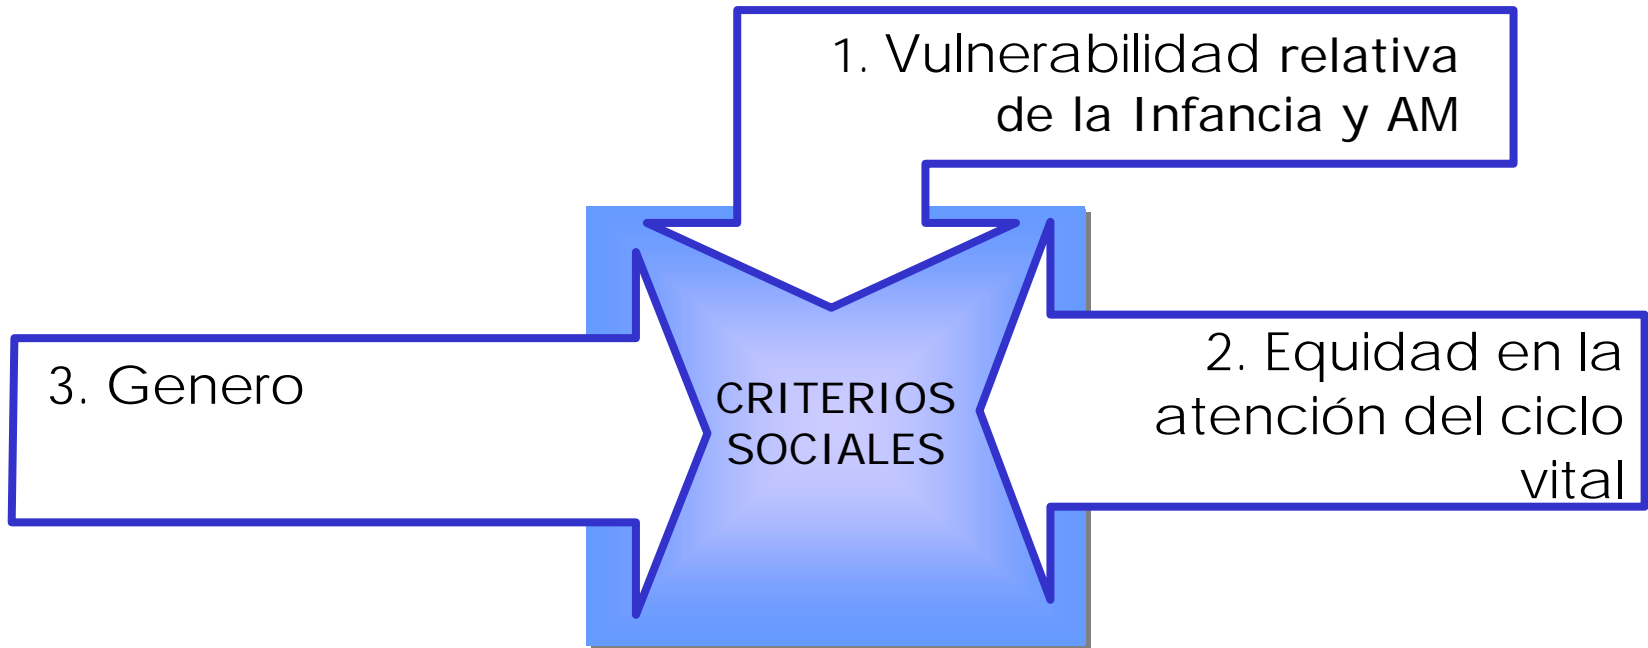 1. Vulnerabilidad relativa
de la Infancia y AM
3. Genero
CRITERIOS
SOCIALES
2. Equidad en la
atención del ciclo
vital